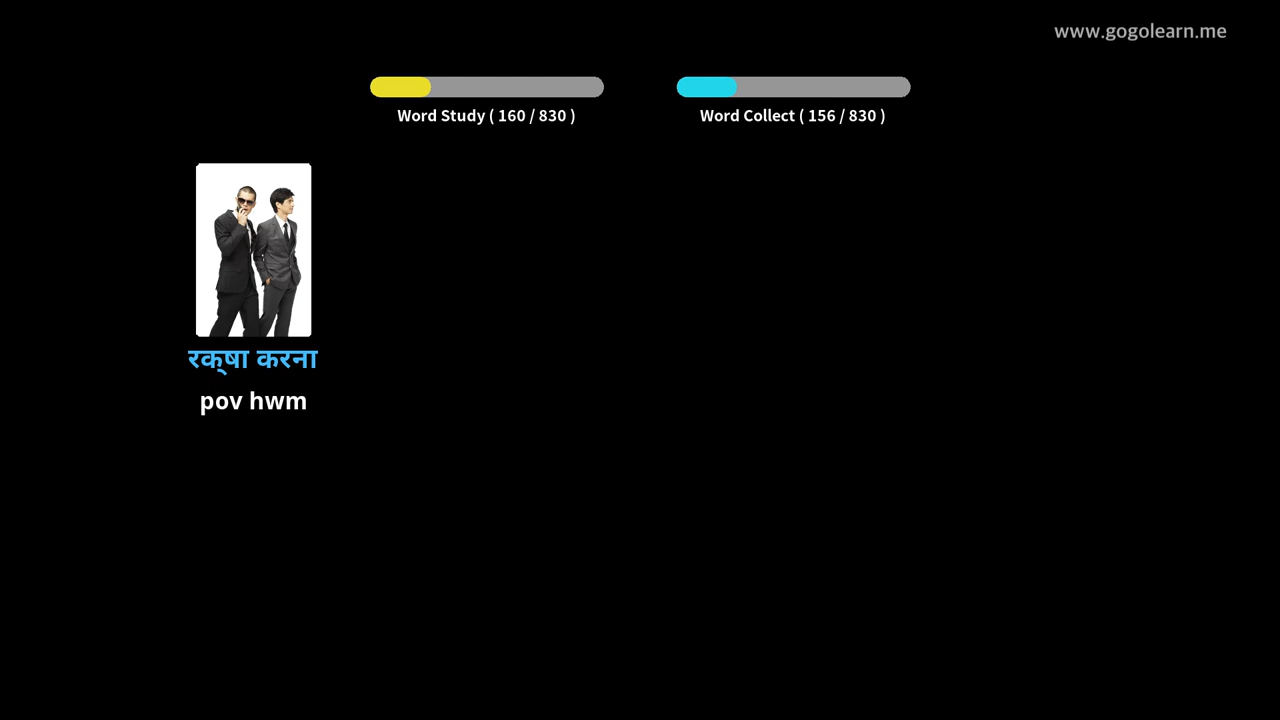 www.gogolearn.me
Word Study ( 160 / 830 )
Word Collect ( 156 / 830 )
रक्षा करना
pov hwm